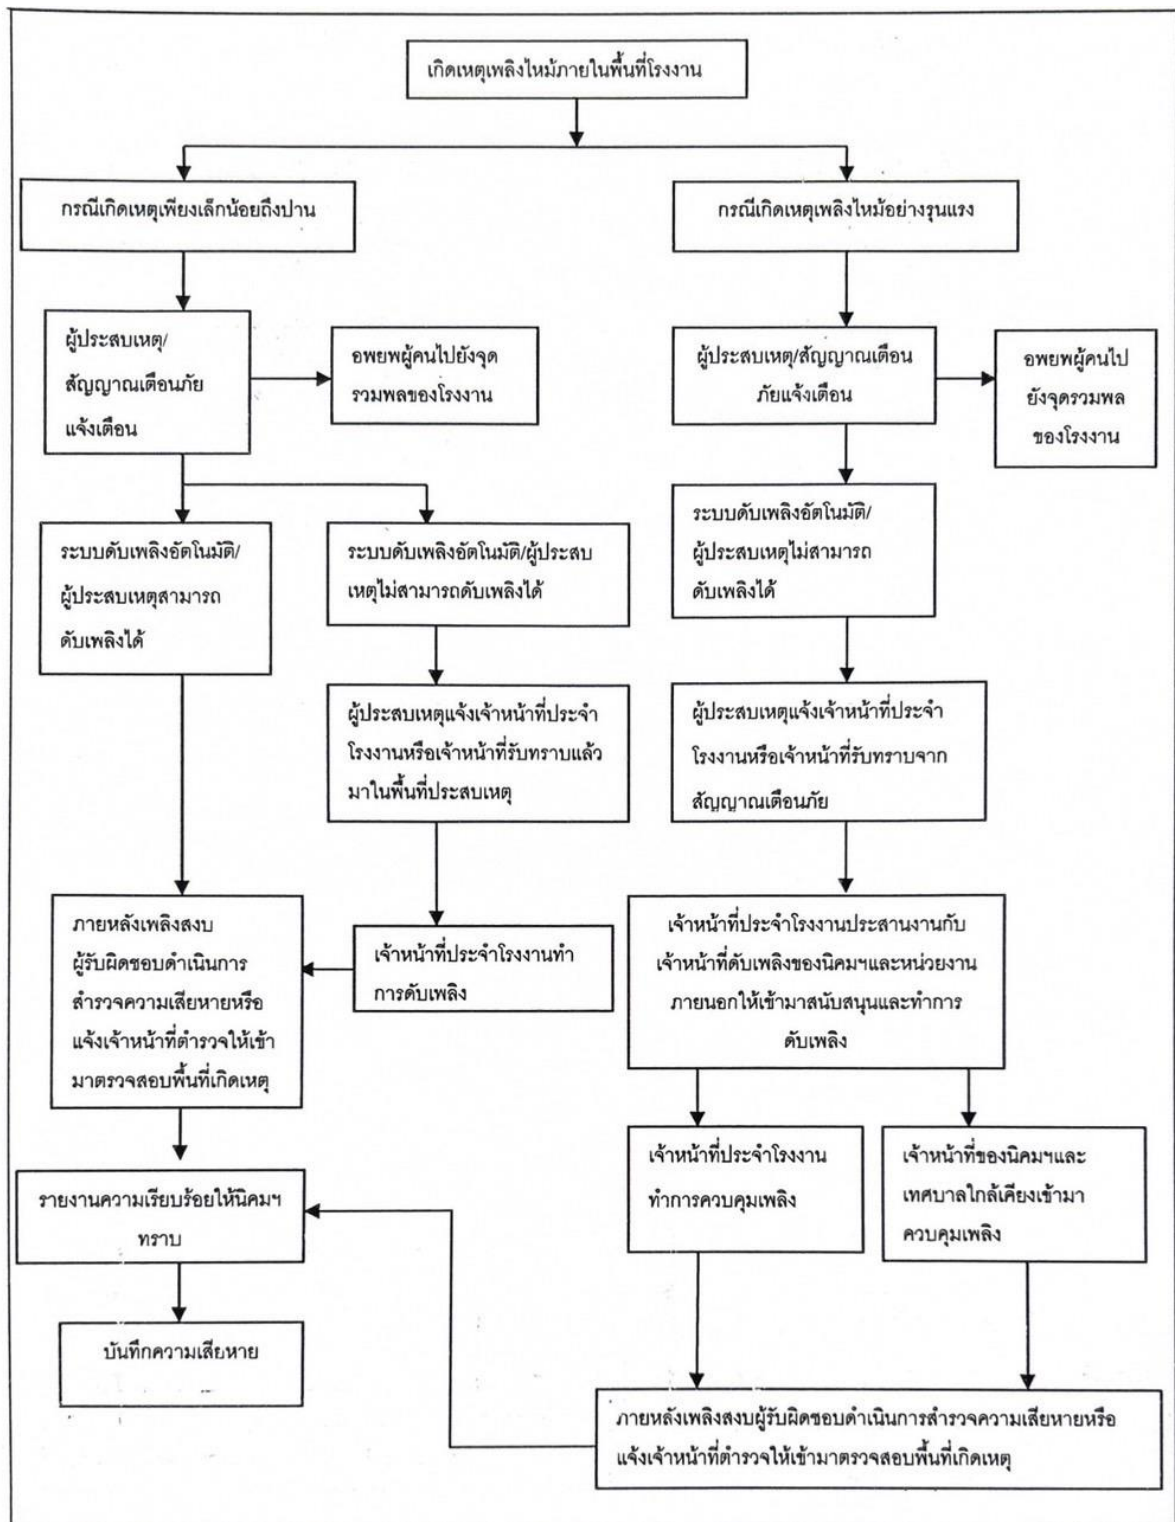 เกิดเหตุเพลิงไหม้ภายในพื้นที่โรงงาน
กรณีเกิดเหตุเพียงเล็กน้อยถึงปาน
กรณีเกิดเหตุเพลิงไหม้อย่างรุนแรง
ผู้ประสบเหตุ/
สัญญาณเตือนภัย
แจ้งเตือน
อพยพผู้คนไปยังจุด
รวมพลของโรงงาน
ผู้ประสบเหตุ/สัญญาณเตือน
ภัยแจ้งเตือน
อพยพผู้คนไป
ยังจุดรวมพล
ของโรงงาน
ระบบดับเพลิงอัตโนมัติ/
ผู้ประสบเหตุสามารถ
ดับเพลิงได้
ระบบดับเพลิงอัตโนมัติ/ผู้ประสบ
เหตุไม่สามารถดับเพลิงได้
ระบบดับเพลิงอัตโนมัติ/
ผู้ประสบเหตุไม่สามารถ
ดับเพลิงได้
ผู้ประสบเหตุแจ้งเจ้าหน้าที่ประจำ
โรงงานหรือเจ้าหน้าที่รับทราบแล้ว
มาในพื้นที่ประสบเหตุ
ผู้ประสบเหตุแจ้งเจ้าหน้าที่ประจำ
โรงงานหรือเจ้าหน้าที่รับทราบจาก
สัญญาณเตือนภัย
ภายหลังเพลิงสงบ
ผู้รับผิดชอบดำเนินการ
สำรวจความเสียหายหรือ
แจ้งเจ้าหน้าที่ตำรวจให้เข้า
มาตรวจสอบพื้นที่เกิดเหตุ
เจ้าหน้าที่ประจำโรงงานทำ
การดับเพลิง
เจ้าหน้าที่ประจำโรงงานประสานงานกับ
เจ้าหน้าที่ดับเพลิงของนิคมฯและหน่วยงาน
ภายนอกให้เข้ามาสนับสนุนและทำการ
ดับเพลิง
เจ้าหน้าที่ประจำโรงงาน
ทำการควบคุมเพลิง
เจ้าหน้าที่ของนิคมฯและ
เทศบาลใกล้เคียงเข้ามา
ควบคุมเพลิง
รายงานความเรียบร้อยให้นิคมฯ
ทราบ
บันทึกความเสียหาย
ภายหลังเพลิงสงบผู้รับผิดชอบดำเนินการสำรวจความเสียหายหรือ
แจ้งเจ้าหน้าที่ตำรวจให้เข้ามาตรวจสอบพื้นที่เกิดเหตุ